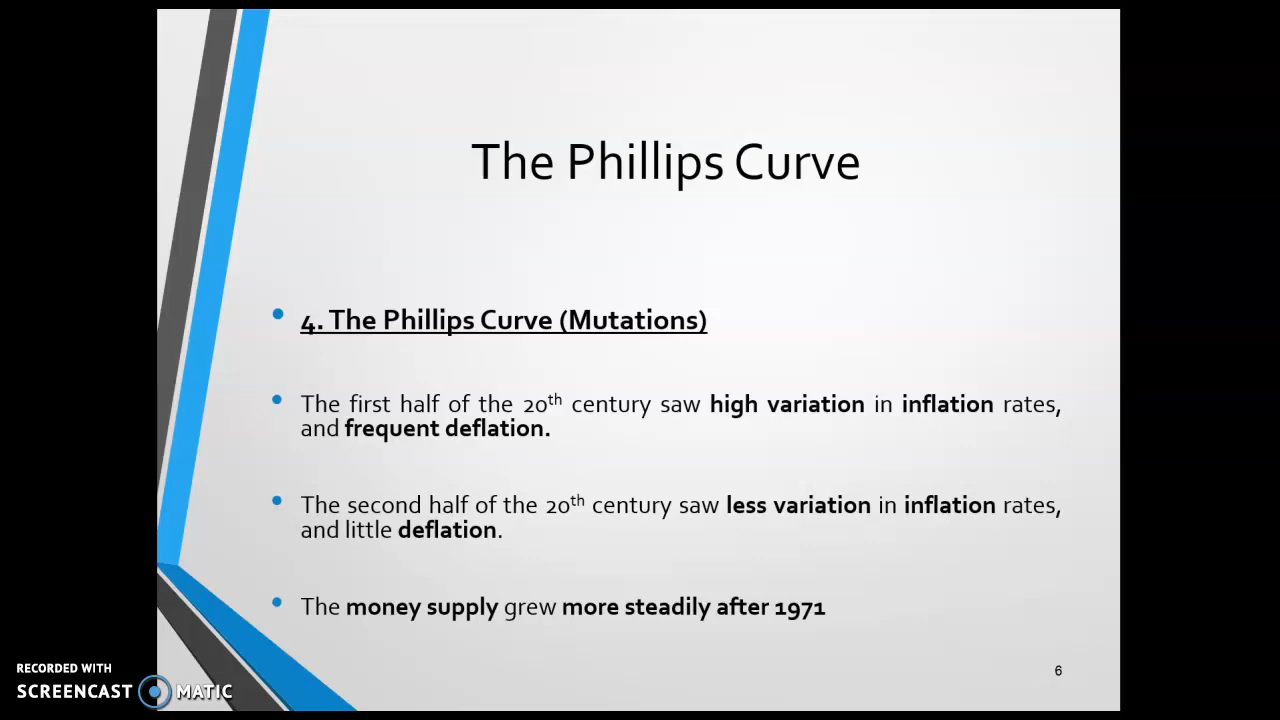 The Phillips Curve
• 4. The Phillips Curve (Mutations)
• The first half of the 20th century saw high variation in inflation rates,
and frequent deflation.
• The second half of the 20th century saw less variation in inflation rates,
and little deflation.
• The money supply grew more steadily after 1971
6
RECORDED WITH
SCREENCAST MATIC